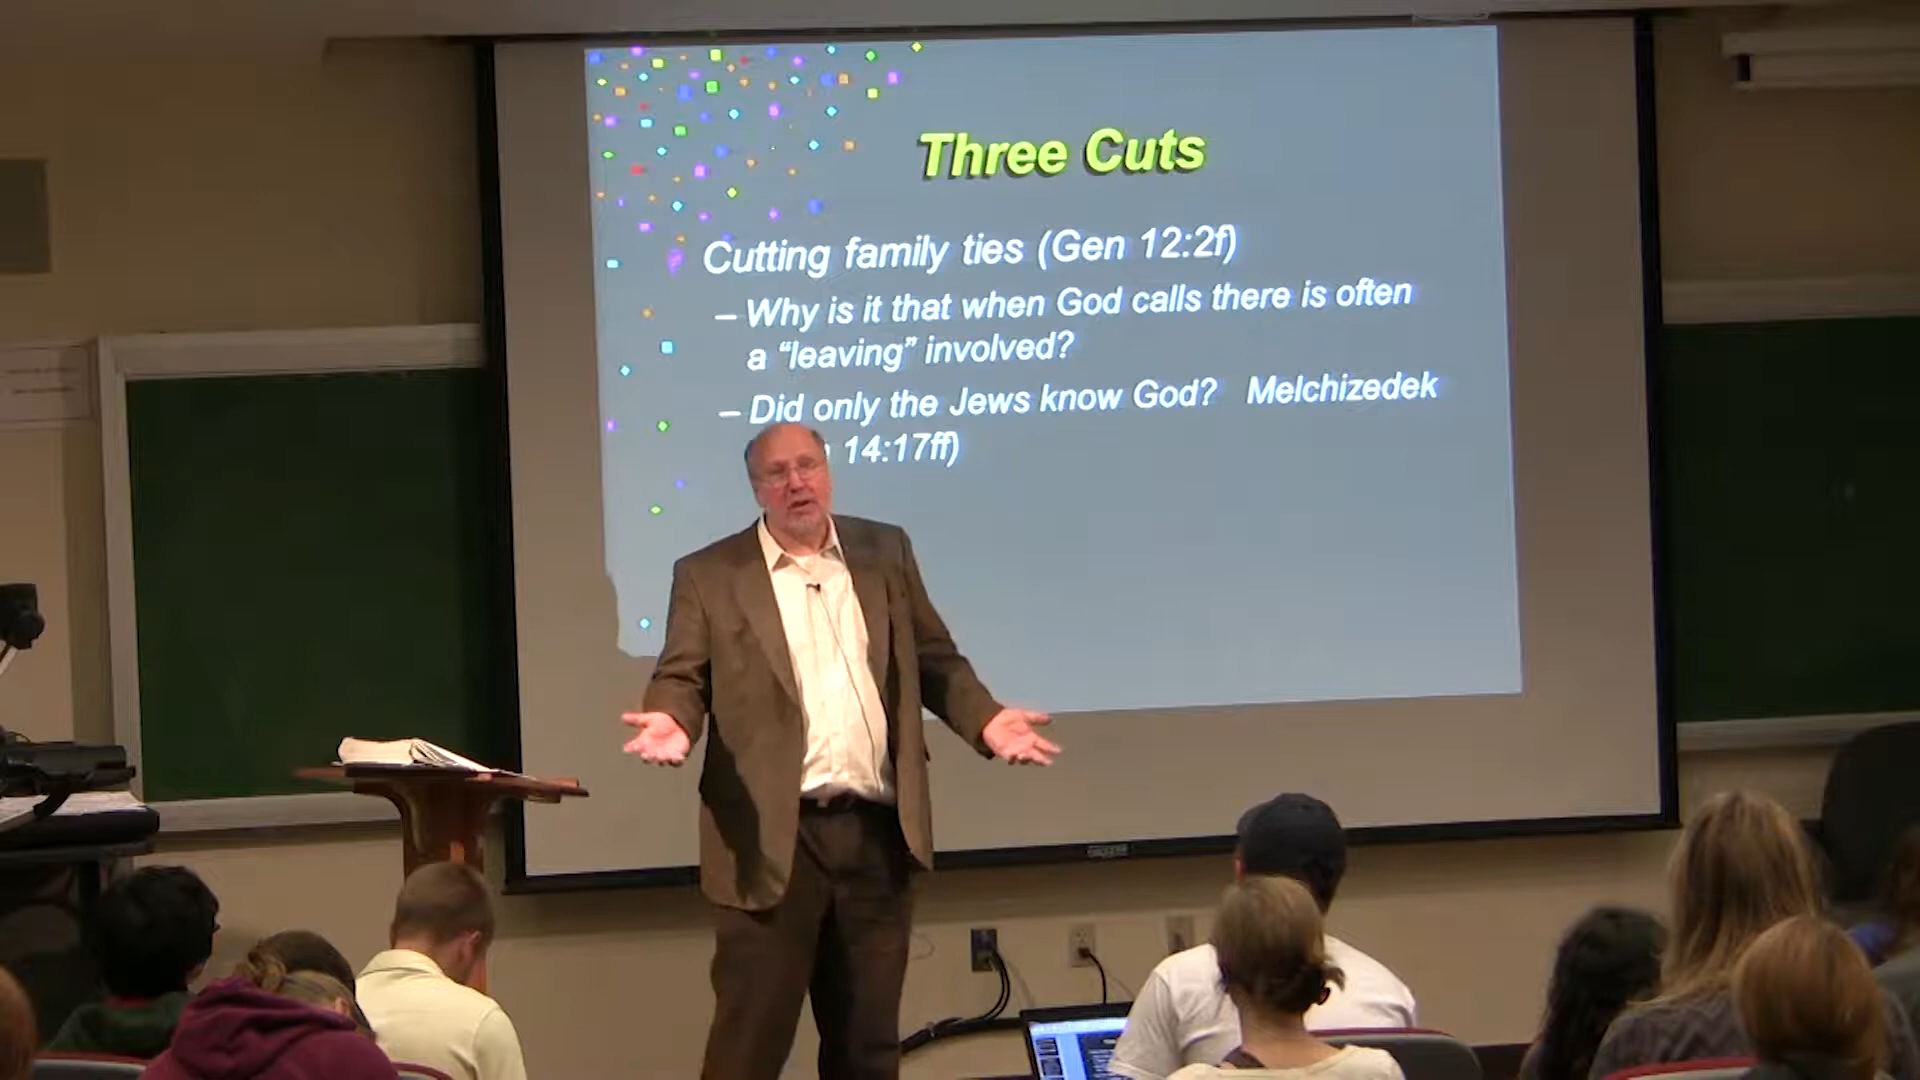 Three Cuts
Cutting family ties (Gen 12:2f)
– Why is it that when God calls there is often
a “leaving” involved?
– Did only the Jews know God? Melchizedek
14:17ff)